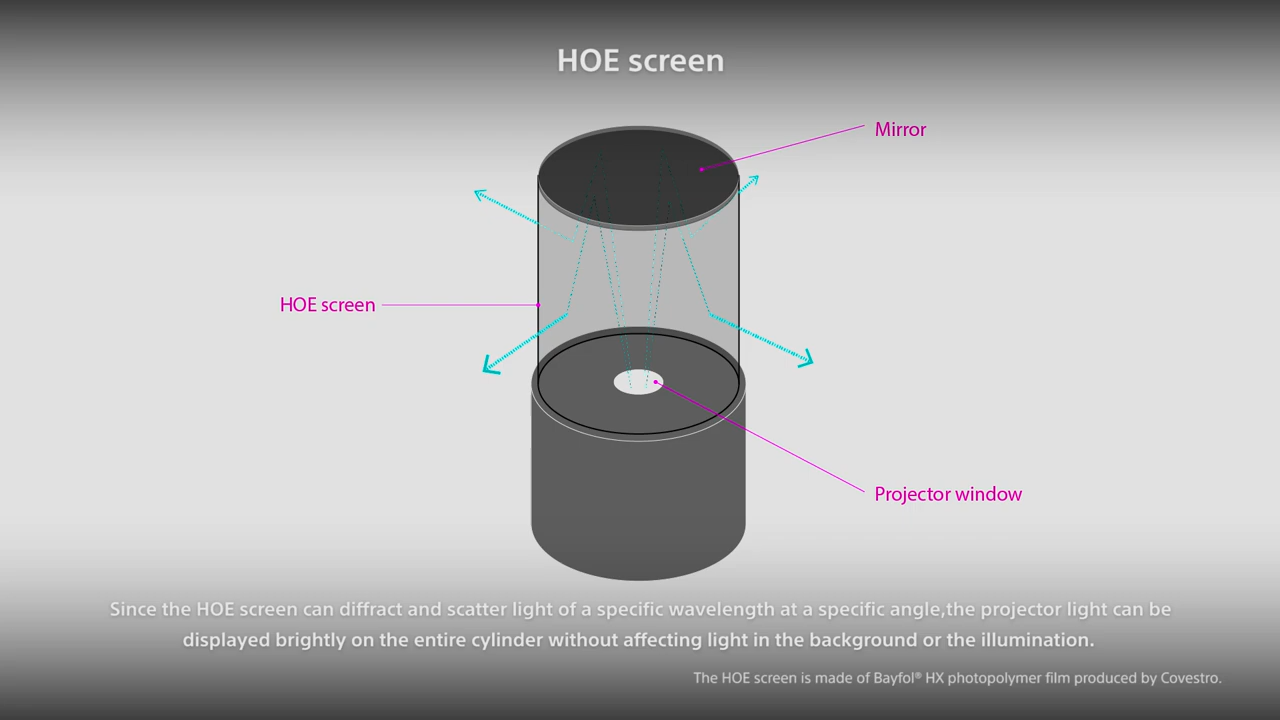 HOE screen
Mirror
HOE screen
Projector window
Since the HOE screen can diffract and scatter light of a specific wavelength at a specific angle,the projector light can be
displayed brightly on the entire cylinder without affecting light in the background or the illumination.
The HOE screen is made of Bayfol® HX photopolymer film produced by Covestro.